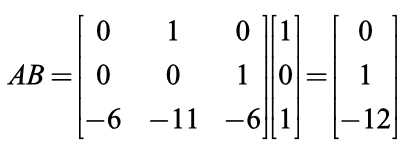 AB = [0 1 0; 0 0 1; −6 −11 −6] [1; 0; 1] = [0; 1; −12]